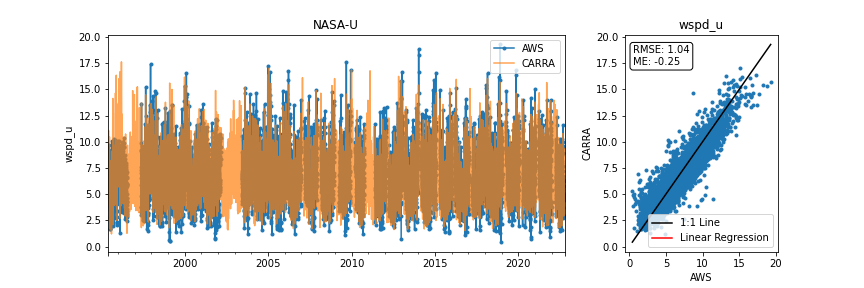 NASA-U
wspd_u
20.0
17.5
15.0
12.5
10.0
7.5
5.0
2.5
0.0
wspd_u
AWS
CARRA
2000
2005
2010
2015
2020
wspd_u
20.0
17.5
15.0
12.5
10.0
7.5
5.0
2.5
0.0
CARRA
RMSE: 1.04
ME: -0.25
1:1 Line
Linear Regression
0
5
10
15
20
AWS